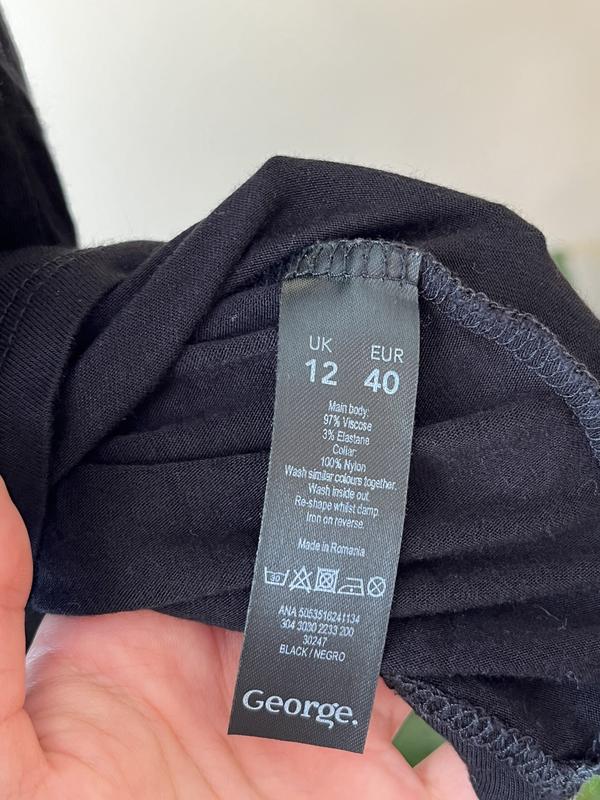 UK EUR
12 40
Main body:
97% Viscose
3% Elastane
Collar:
100% Nylon
Wash similar colours together.
Wash inside out.
Re-shape whilst damp
Iron on reverse.
Made in Romania
30
ANA 5053516241134
304 3030 2233 200
30247
BLACK / NEGRO
George.